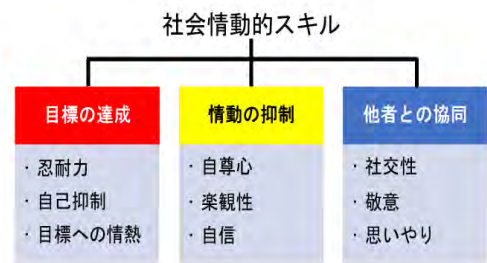 社会情動的スキル
目標の達成
・忍耐力
・自己抑制
・目標への情熱
情動の抑制
・自尊心
・楽観性
・自信
他者との協同
・社交性
・敬意
・思いやり